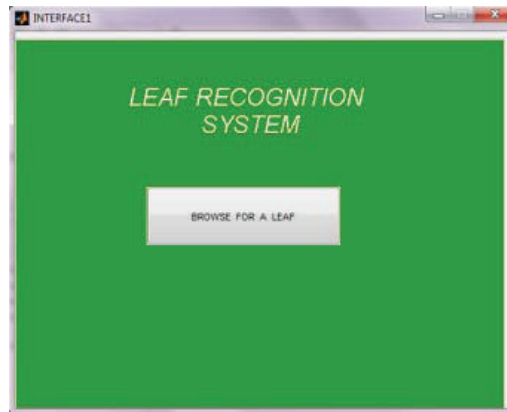 INTERFACE1
LEAF RECOGNITION
SYSTEM
BROWSE FOR A LEAF